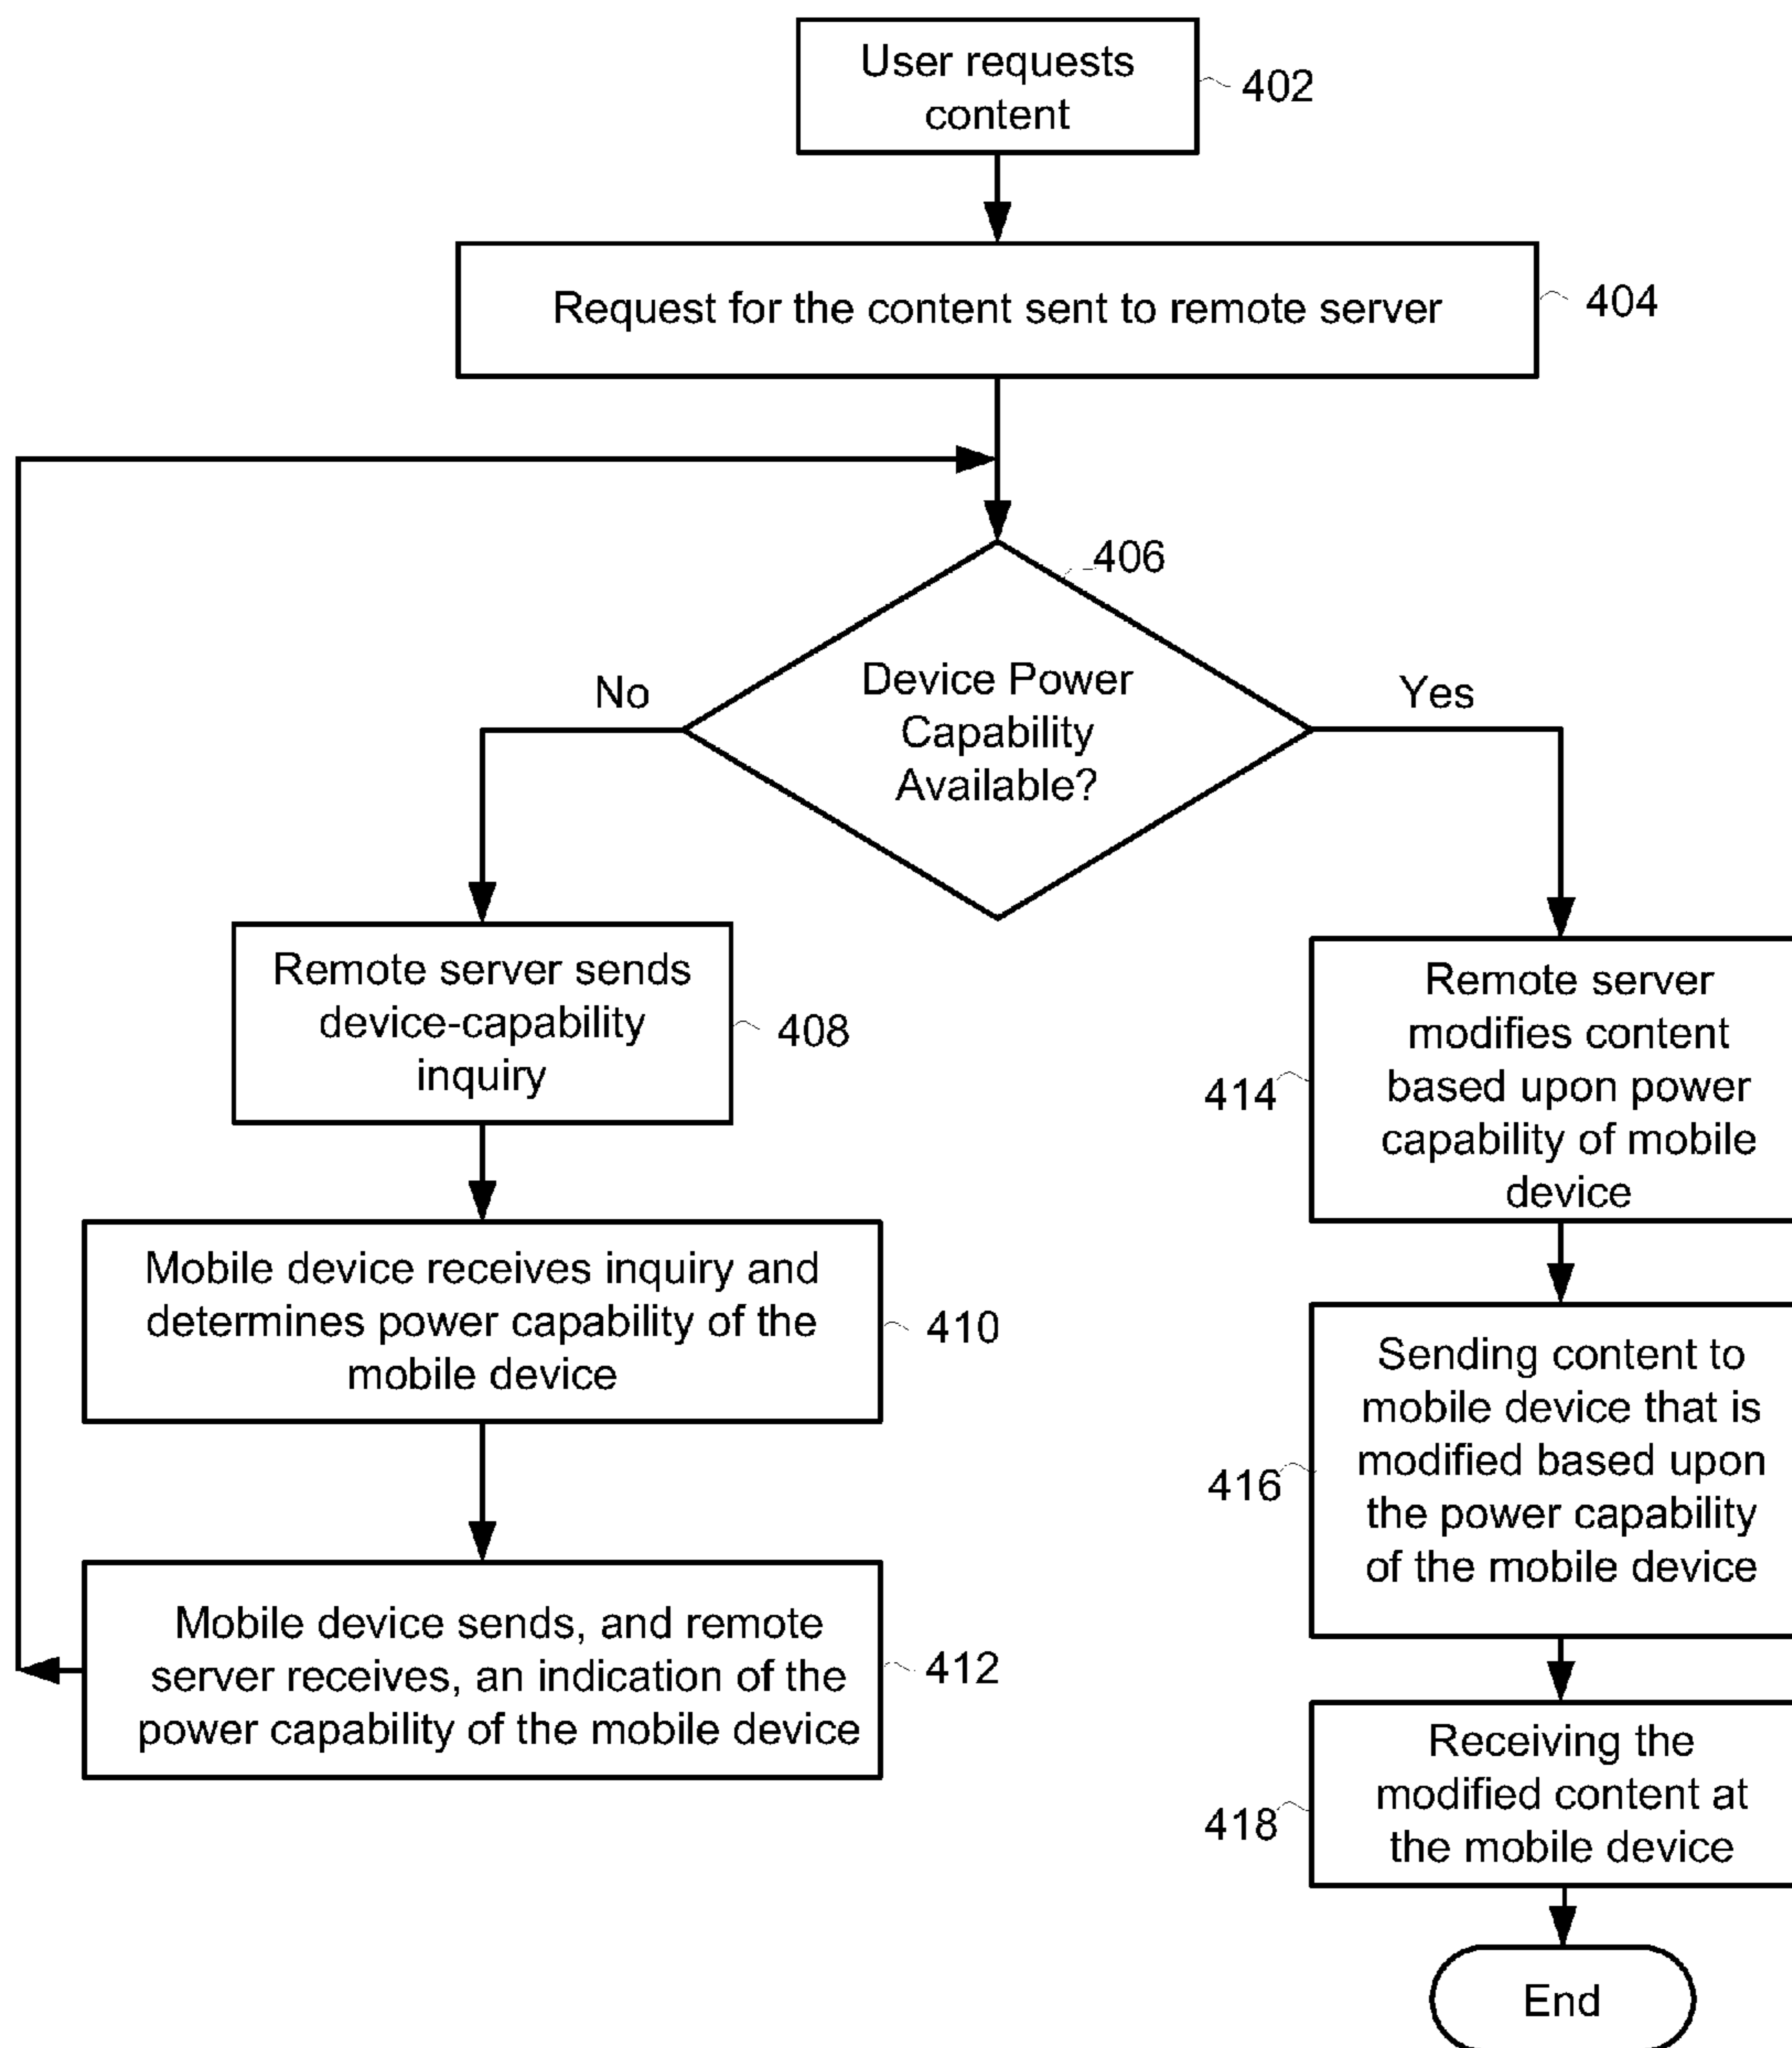 User requests
content
402
Request for the content sent to remote server
404
406
Device Power
Capability
Available?
No
Yes
Remote server sends
device-capability
inquiry
408
Mobile device receives inquiry and
determines power capability of the
mobile device
410
Mobile device sends, and remote
server receives, an indication of the
power capability of the mobile device
412
Remote server
modifies content
based upon power
capability of mobile
device
414
Sending content to
mobile device that is
modified based upon
the power capability
of the mobile device
416
Receiving the
modified content at
the mobile device
418
End